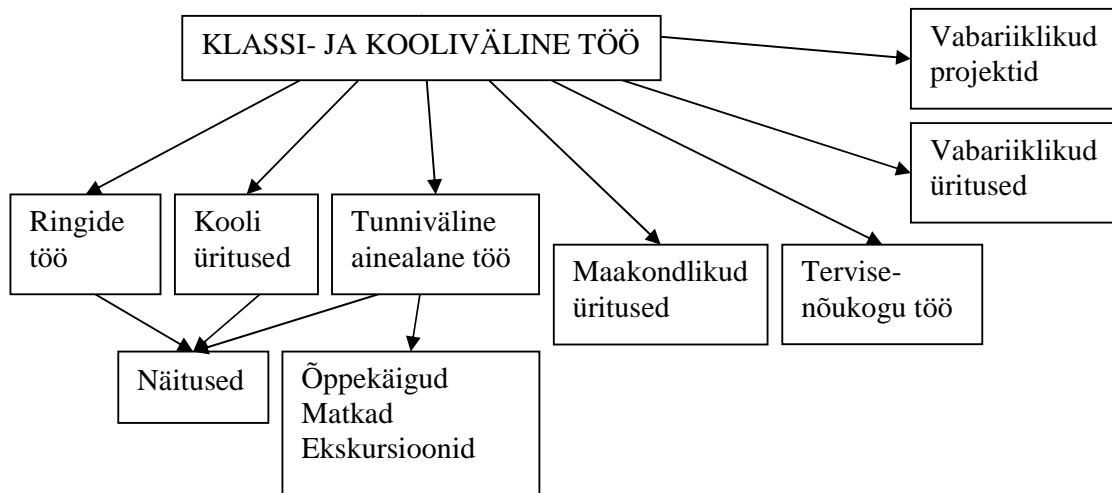 KLASSI- JA KOOLIVÄLINE TÖÖ
Vabariiklikud
projektid
Vabariiklikud
üritused
Ringide
töö
Kooli
üritused
Tunniväline
ainealane töö
Maakondlikud
üritused
Tervise-
nõukogu töö
Näitused
Õppekäigud
Matkad
Ekskursioonid